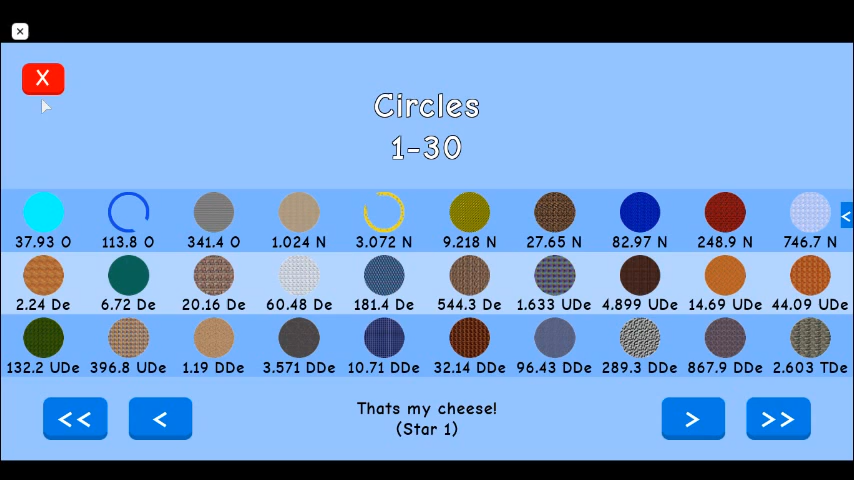 ×
X
Circles
1-30
37.93 O 113.8 O 341.4 O 1.024 N 3.072 N 9.218 N 27.65 N 82.97 N 248.9 N 746.7 N
<
2.24 De 6.72 De 20.16 De 60.48 De 181.4 De 544.3 De 1.633 UDe 4.899 UDe 14.69 UDe 44.09 UDe
132.2 UDe 396.8 UDe 1.19 DDe 3.571 DDe 10.71 DDe 32.14 DDe 96.43 DDe 289.3 DDe 867.9 DDe 2.603 TDe
<< < Thats my cheese! > >>
(Star 1)